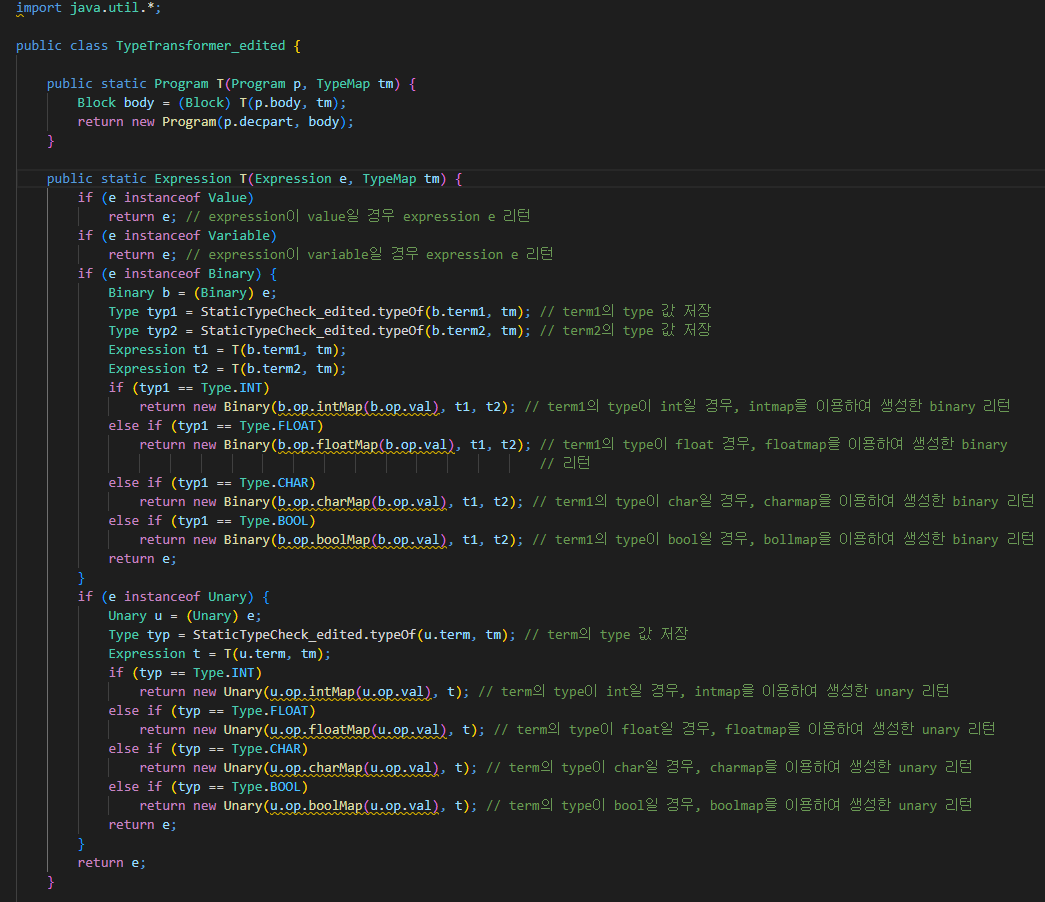 import java.util.*;
public class TypeTransformer_edited {
public static Program T(Program p, TypeMap tm) {
Block body = (Block) T(p.body, tm);
return new Program(p.decpart, body);
}
public static Expression T(Expression e, TypeMap tm) {
if (e instanceof Value)
return e; // expression이 value일 경우 expression e 리턴
if (e instanceof Variable)
return e; // expression이 variable일 경우 expression e 리턴
if (e instanceof Binary) {
Binary b = (Binary) e;
Type typ1 = StaticTypeCheck_edited.typeOf(b.term1, tm); // term1의 type 값 저장
Type typ2 = StaticTypeCheck_edited.typeOf(b.term2, tm); // term2의 type 값 저장
Expression t1 = T(b.term1, tm);
Expression t2 = T(b.term2, tm);
if (typ1 == Type.INT)
return new Binary(b.op.intMap(b.op.val), t1, t2); // term1의 type이 int일 경우, intmap을 이용하여 생성한 binary 리턴
else if (typ1 == Type.FLOAT)
return new Binary(b.op.floatMap(b.op.val), t1, t2); // term1의 type이 float 경우, floatmap을 이용하여 생성한 binary
// 리턴
else if (typ1 == Type.CHAR)
return new Binary(b.op.charMap(b.op.val), t1, t2); // term1의 type이 char일 경우, charmap을 이용하여 생성한 binary 리턴
else if (typ1 == Type.BOOL)
return new Binary(b.op.boolMap(b.op.val), t1, t2); // term1의 type이 bool일 경우, bollmap을 이용하여 생성한 binary 리턴
return e;
}
if (e instanceof Unary) {
Unary u = (Unary) e;
Type typ = StaticTypeCheck_edited.typeOf(u.term, tm); // term의 type 값 저장
Expression t = T(u.term, tm);
if (typ == Type.INT)
return new Unary(u.op.intMap(u.op.val), t); // term의 type이 int일 경우, intmap을 이용하여 생성한 unary 리턴
else if (typ == Type.FLOAT)
return new Unary(u.op.floatMap(u.op.val), t); // term의 type이 float일 경우, floatmap을 이용하여 생성한 unary 리턴
else if (typ == Type.CHAR)
return new Unary(u.op.charMap(u.op.val), t); // term의 type이 char일 경우, charmap을 이용하여 생성한 unary 리턴
else if (typ == Type.BOOL)
return new Unary(u.op.boolMap(u.op.val), t); // term의 type이 bool일 경우, boolmap을 이용하여 생성한 unary 리턴
return e;
}
return e;
}